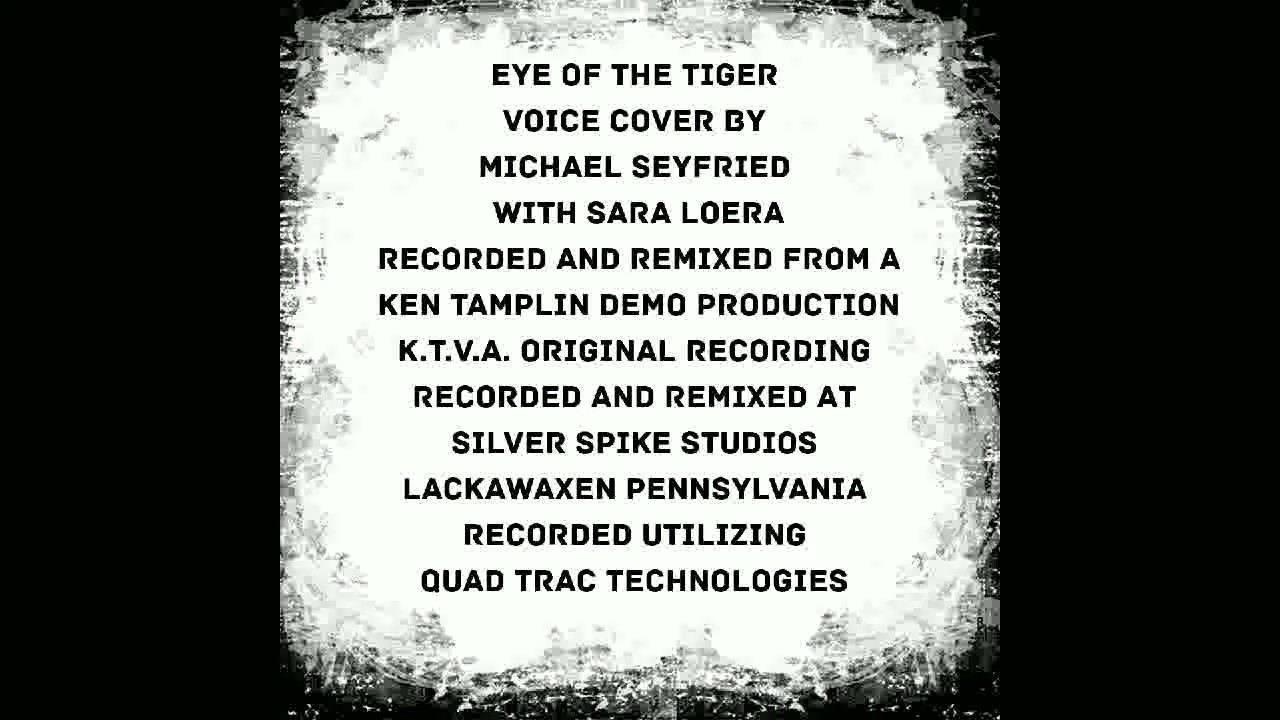 EYE OF THE TIGER
VOICE COVER BY
MICHAEL SEYFRIED
WITH SARA LOERA
RECORDED AND REMIXED FROM A
KEN TAMPLIN DEMO PRODUCTION
K.T.V.A. ORIGINAL RECORDING
RECORDED AND REMIXED AT
SILVER SPIKE STUDIOS
LACKAWAXEN PENNSYLVANIA
RECORDED UTILIZING
QUAD TRAC TECHNOLOGIES